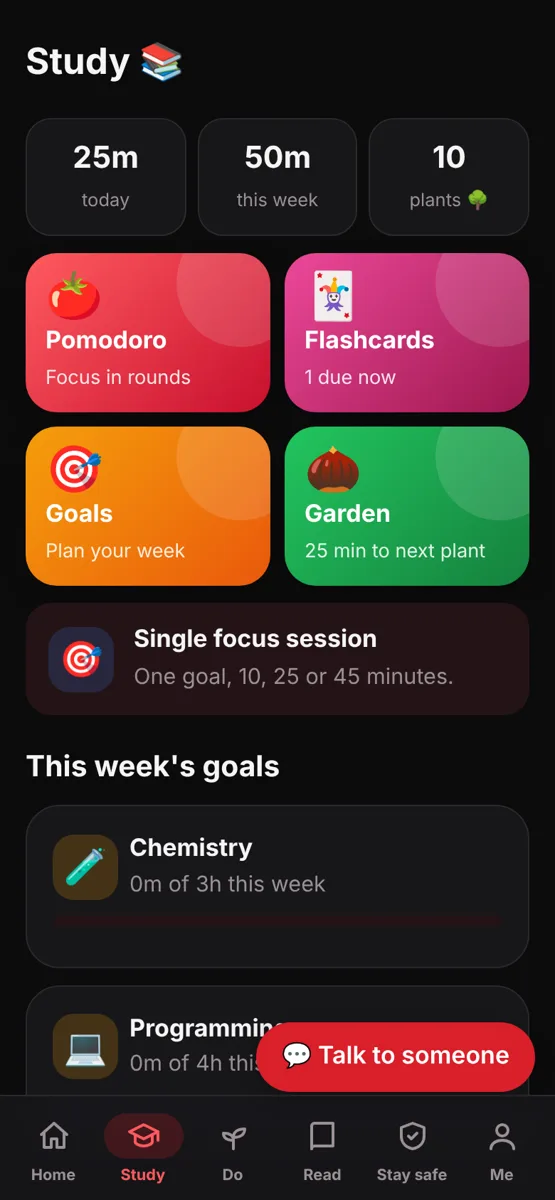 Study 📚
25m
today
50m
this week
10
plants 🌳
Pomodoro
Focus in rounds
Flashcards
1 due now
Goals
Plan your week
Garden
25 min to next plant
Single focus session
One goal, 10, 25 or 45 minutes.
This week's goals
Chemistry
0m of 3h this week
Programming
0m of 4h this
💬 Talk to someone
Home
Study
Do
Read
Stay safe
Me